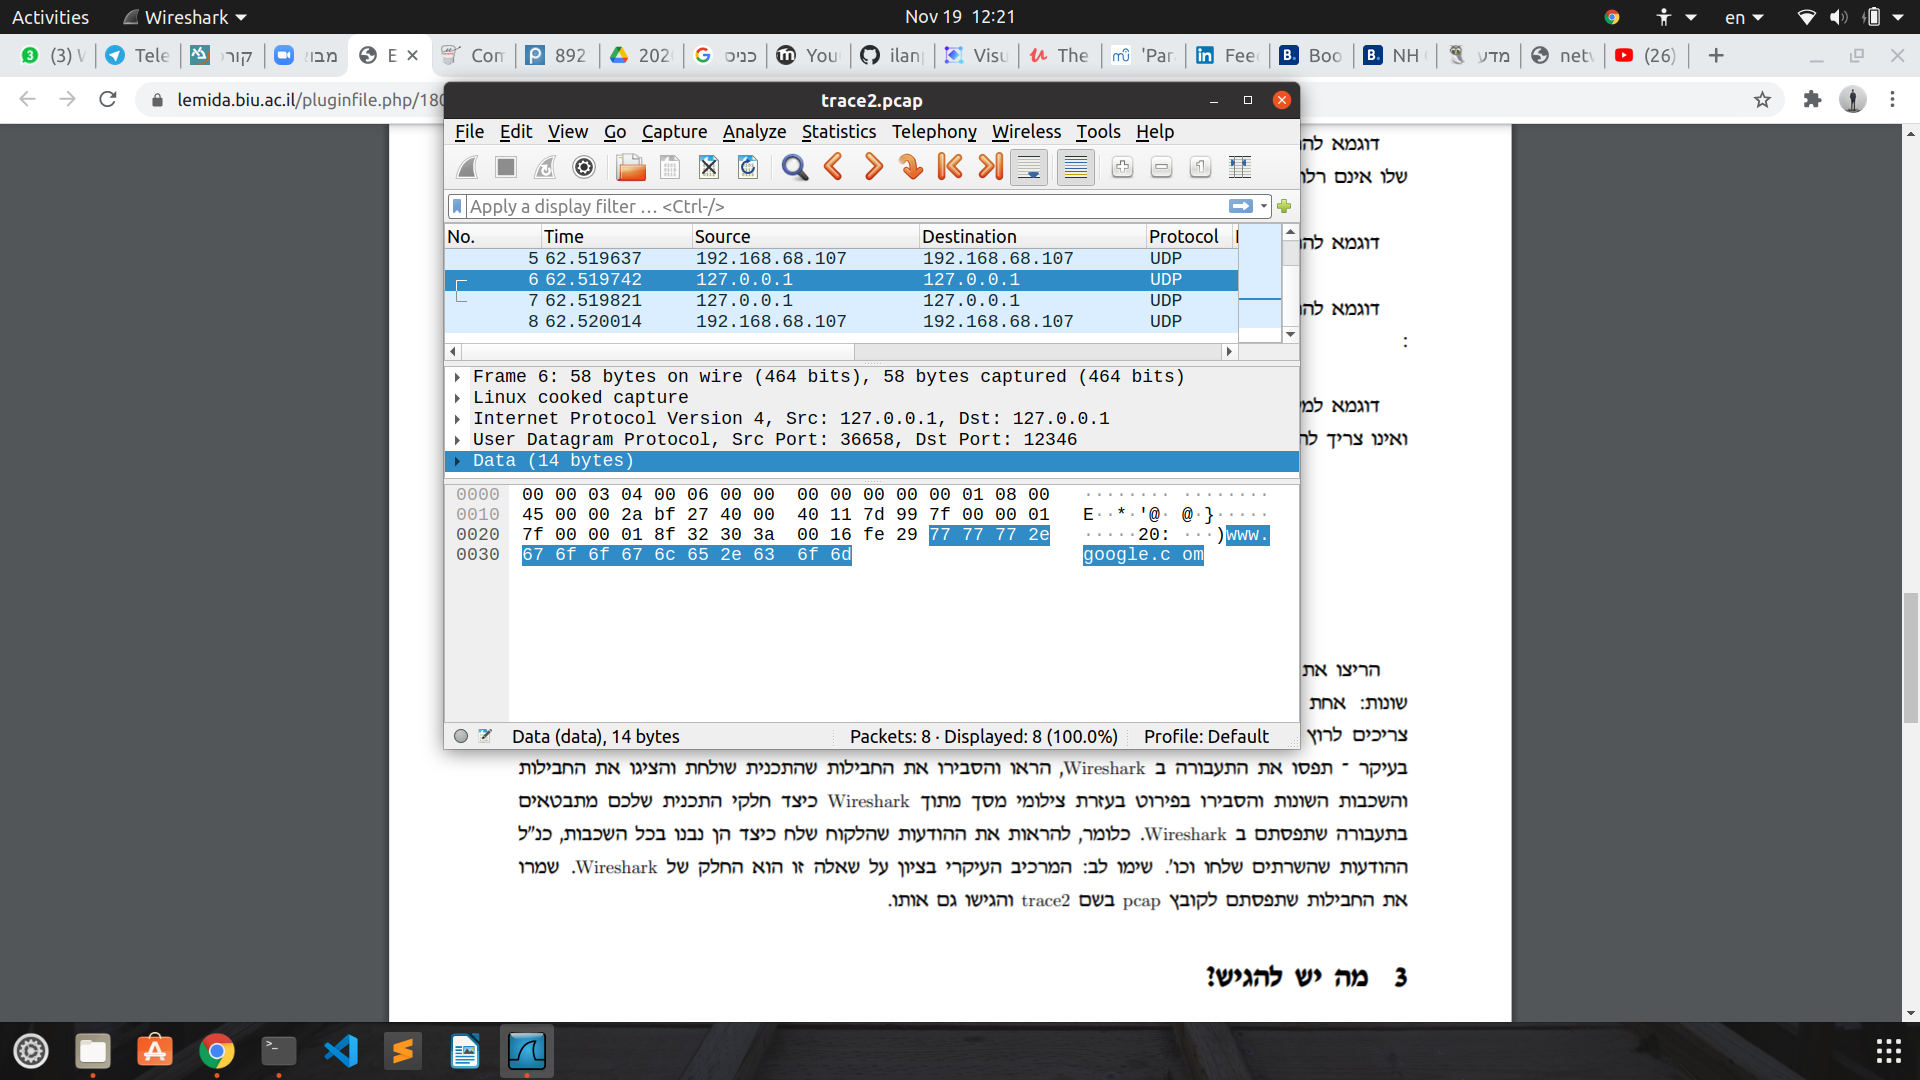 Activities
Wireshark
Nov 19 12:21
en
(3) W
Tele
קורס
מבוי
E
Com
892
202
כניס
You
ilan
Visu
The
'Par
Fee
Boo
NH
מדע
netv
(26)
lemida.biu.ac.il/pluginfile.php/180
trace2.pcap
File Edit View Go Capture Analyze Statistics Telephony Wireless Tools Help
Apply a display filter … <Ctrl-/>
No. Time Source Destination Protocol
5 62.519637 192.168.68.107 192.168.68.107 UDP
6 62.519742 127.0.0.1 127.0.0.1 UDP
7 62.519821 127.0.0.1 127.0.0.1 UDP
8 62.520014 192.168.68.107 192.168.68.107 UDP
Frame 6: 58 bytes on wire (464 bits), 58 bytes captured (464 bits)
Linux cooked capture
Internet Protocol Version 4, Src: 127.0.0.1, Dst: 127.0.0.1
User Datagram Protocol, Src Port: 36658, Dst Port: 12346
Data (14 bytes)
0000 00 00 03 04 00 06 00 00 00 00 00 00 00 01 08 00 ········ ········
0010 45 00 00 2a bf 27 40 00 40 11 7d 99 7f 00 00 01 E··*·'@· @·}·····
0020 7f 00 00 01 8f 32 30 3a 00 16 fe 29 77 77 77 2e ·····20: ···)www.
0030 67 6f 6f 67 6c 65 2e 63 6f 6d google.c om
Data (data), 14 bytes
Packets: 8 · Displayed: 8 (100.0%)
Profile: Default
דוגמא
שלו אינם
דוגמא
דוגמא
:
דוגמא
ואינו צריך
הריצו את
שונות: אחת
צריכים לרוץ
בעיקר - תפסו את התעבורה ב Wireshark, הראו והסבירו את החבילות שהתכנית שולחת והציגו את החבילות
והשכבות השונות והסבירו בפירוט בעזרת צילומי מסך מתוך Wireshark כיצד חלקי התכנית שלכם מתבטאים
בתעבורה שתפסתם ב Wireshark. כלומר, להראות את ההודעות שהלקוח שלח כיצד הן נבנו בכל השכבות, כנ"ל
ההודעות שהשרתים שלחו וכו'. שימו לב: המרכיב העיקרי בציון על שאלה זו הוא החלק של Wireshark. שמרו
את החבילות שתפסתם לקובץ pcap בשם trace2 והגישו גם אותו.
3 מה יש להגיש?